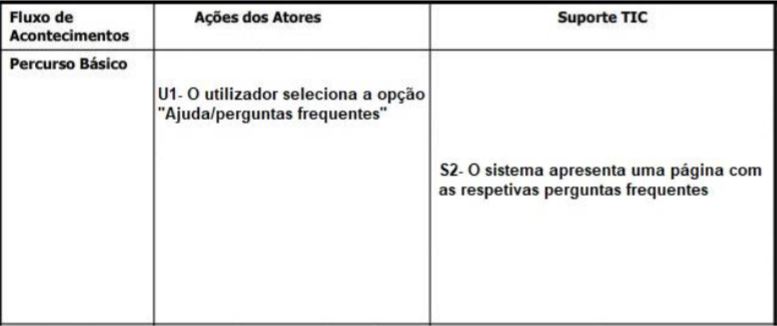 Fluxo de
Acontecimentos
Ações dos Atores
Suporte TIC
Percurso Básico
U1- O utilizador seleciona a opção
"Ajuda/perguntas frequentes"
S2- O sistema apresenta uma página com
as respetivas perguntas frequentes